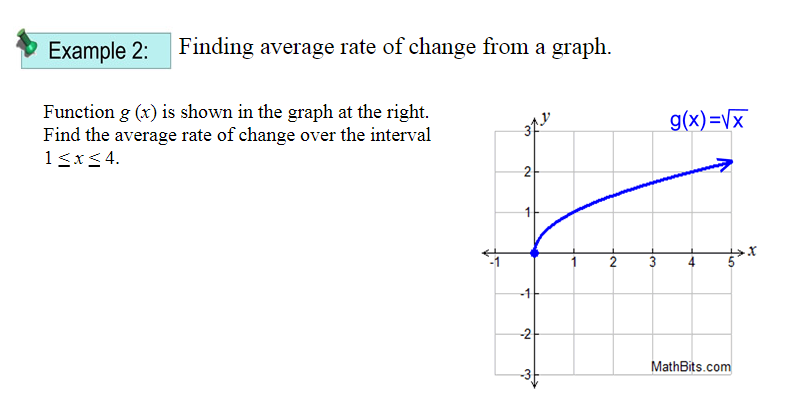 Example 2: Finding average rate of change from a graph.
Function g (x) is shown in the graph at the right.
Find the average rate of change over the interval
1 ≤ x ≤ 4.
g(x)=√x
y
3
2
1
-1 1 2 3 4 5 x
-1
-2
-3
MathBits.com